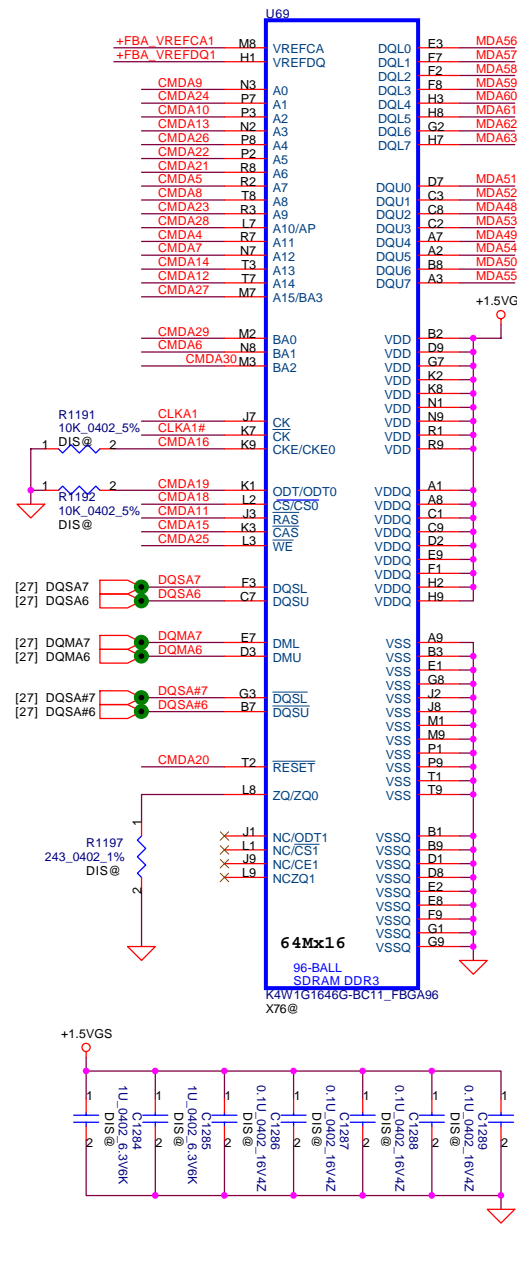 U69
+FBA_VREFCA1 M8 VREFCA DQL0 E3 MDA56
+FBA_VREFDQ1 H1 VREFDQ DQL1 F7 MDA57
DQL2 F2 MDA58
CMDA9 N3 A0 DQL3 F8 MDA59
CMDA24 P7 A1 DQL4 H3 MDA60
CMDA10 P3 A2 DQL5 H8 MDA61
CMDA13 N2 A3 DQL6 G2 MDA62
CMDA26 P8 A4 DQL7 H7 MDA63
CMDA22 P2 A5
CMDA21 R8 A6
CMDA5 R2 A7 DQU0 D7 MDA51
CMDA8 T8 A8 DQU1 C3 MDA52
CMDA23 R3 A9 DQU2 C8 MDA48
CMDA28 L7 A10/AP DQU3 C2 MDA53
CMDA4 R7 A11 DQU4 A7 MDA49
CMDA7 N7 A12 DQU5 A2 MDA54
CMDA14 T3 A13 DQU6 B8 MDA50
CMDA12 T7 A14 DQU7 A3 MDA55
CMDA27 M7 A15/BA3
+1.5VG
CMDA29 M2 BA0 VDD B2
CMDA6 N8 BA1 VDD D9
CMDA30 M3 BA2 VDD G7
VDD K2
VDD K8
VDD N1
CLKA1 J7 CK VDD N9
CLKA1# K7 CK VDD R1
CMDA16 K9 CKE/CKE0 VDD R9
R1191
10K_0402_5%
DIS@
1 2
CMDA19 K1 ODT/ODT0 VDDQ A1
CMDA18 L2 CS/CS0 VDDQ A8
CMDA11 J3 RAS VDDQ C1
CMDA15 K3 CAS VDDQ C9
CMDA25 L3 WE VDDQ D2
1 2
R1192
10K_0402_5%
DIS@
VDDQ E9
VDDQ F1
[27] DQSA7 DQSA7 F3 DQSL VDDQ H2
[27] DQSA6 DQSA6 C7 DQSU VDDQ H9
[27] DQMA7 DQMA7 E7 DML VSS A9
[27] DQMA6 DQMA6 D3 DMU VSS B3
VSS E1
VSS G8
[27] DQSA#7 DQSA#7 G3 DQSL VSS J2
[27] DQSA#6 DQSA#6 B7 DQSU VSS J8
VSS M1
VSS M9
VSS P1
CMDA20 T2 RESET VSS P9
VSS T1
L8 ZQ/ZQ0 VSS T9
1
R1197
243_0402_1%
DIS@
2
J1 NC/ODT1 VSSQ B1
L1 NC/CS1 VSSQ B9
J9 NC/CE1 VSSQ D1
L9 NCZQ1 VSSQ D8
VSSQ E2
VSSQ E8
VSSQ F9
VSSQ G1
VSSQ G9
64Mx16
96-BALL
SDRAM DDR3
K4W1G1646G-BC11_FBGA96
X76@
+1.5VGS
1 2 C1284 1U_0402_6.3V6K DIS@
1 2 C1285 1U_0402_6.3V6K DIS@
1 2 C1286 0.1U_0402_16V4Z DIS@
1 2 C1287 0.1U_0402_16V4Z DIS@
1 2 C1288 0.1U_0402_16V4Z DIS@
1 2 C1289 0.1U_0402_16V4Z DIS@
1 2